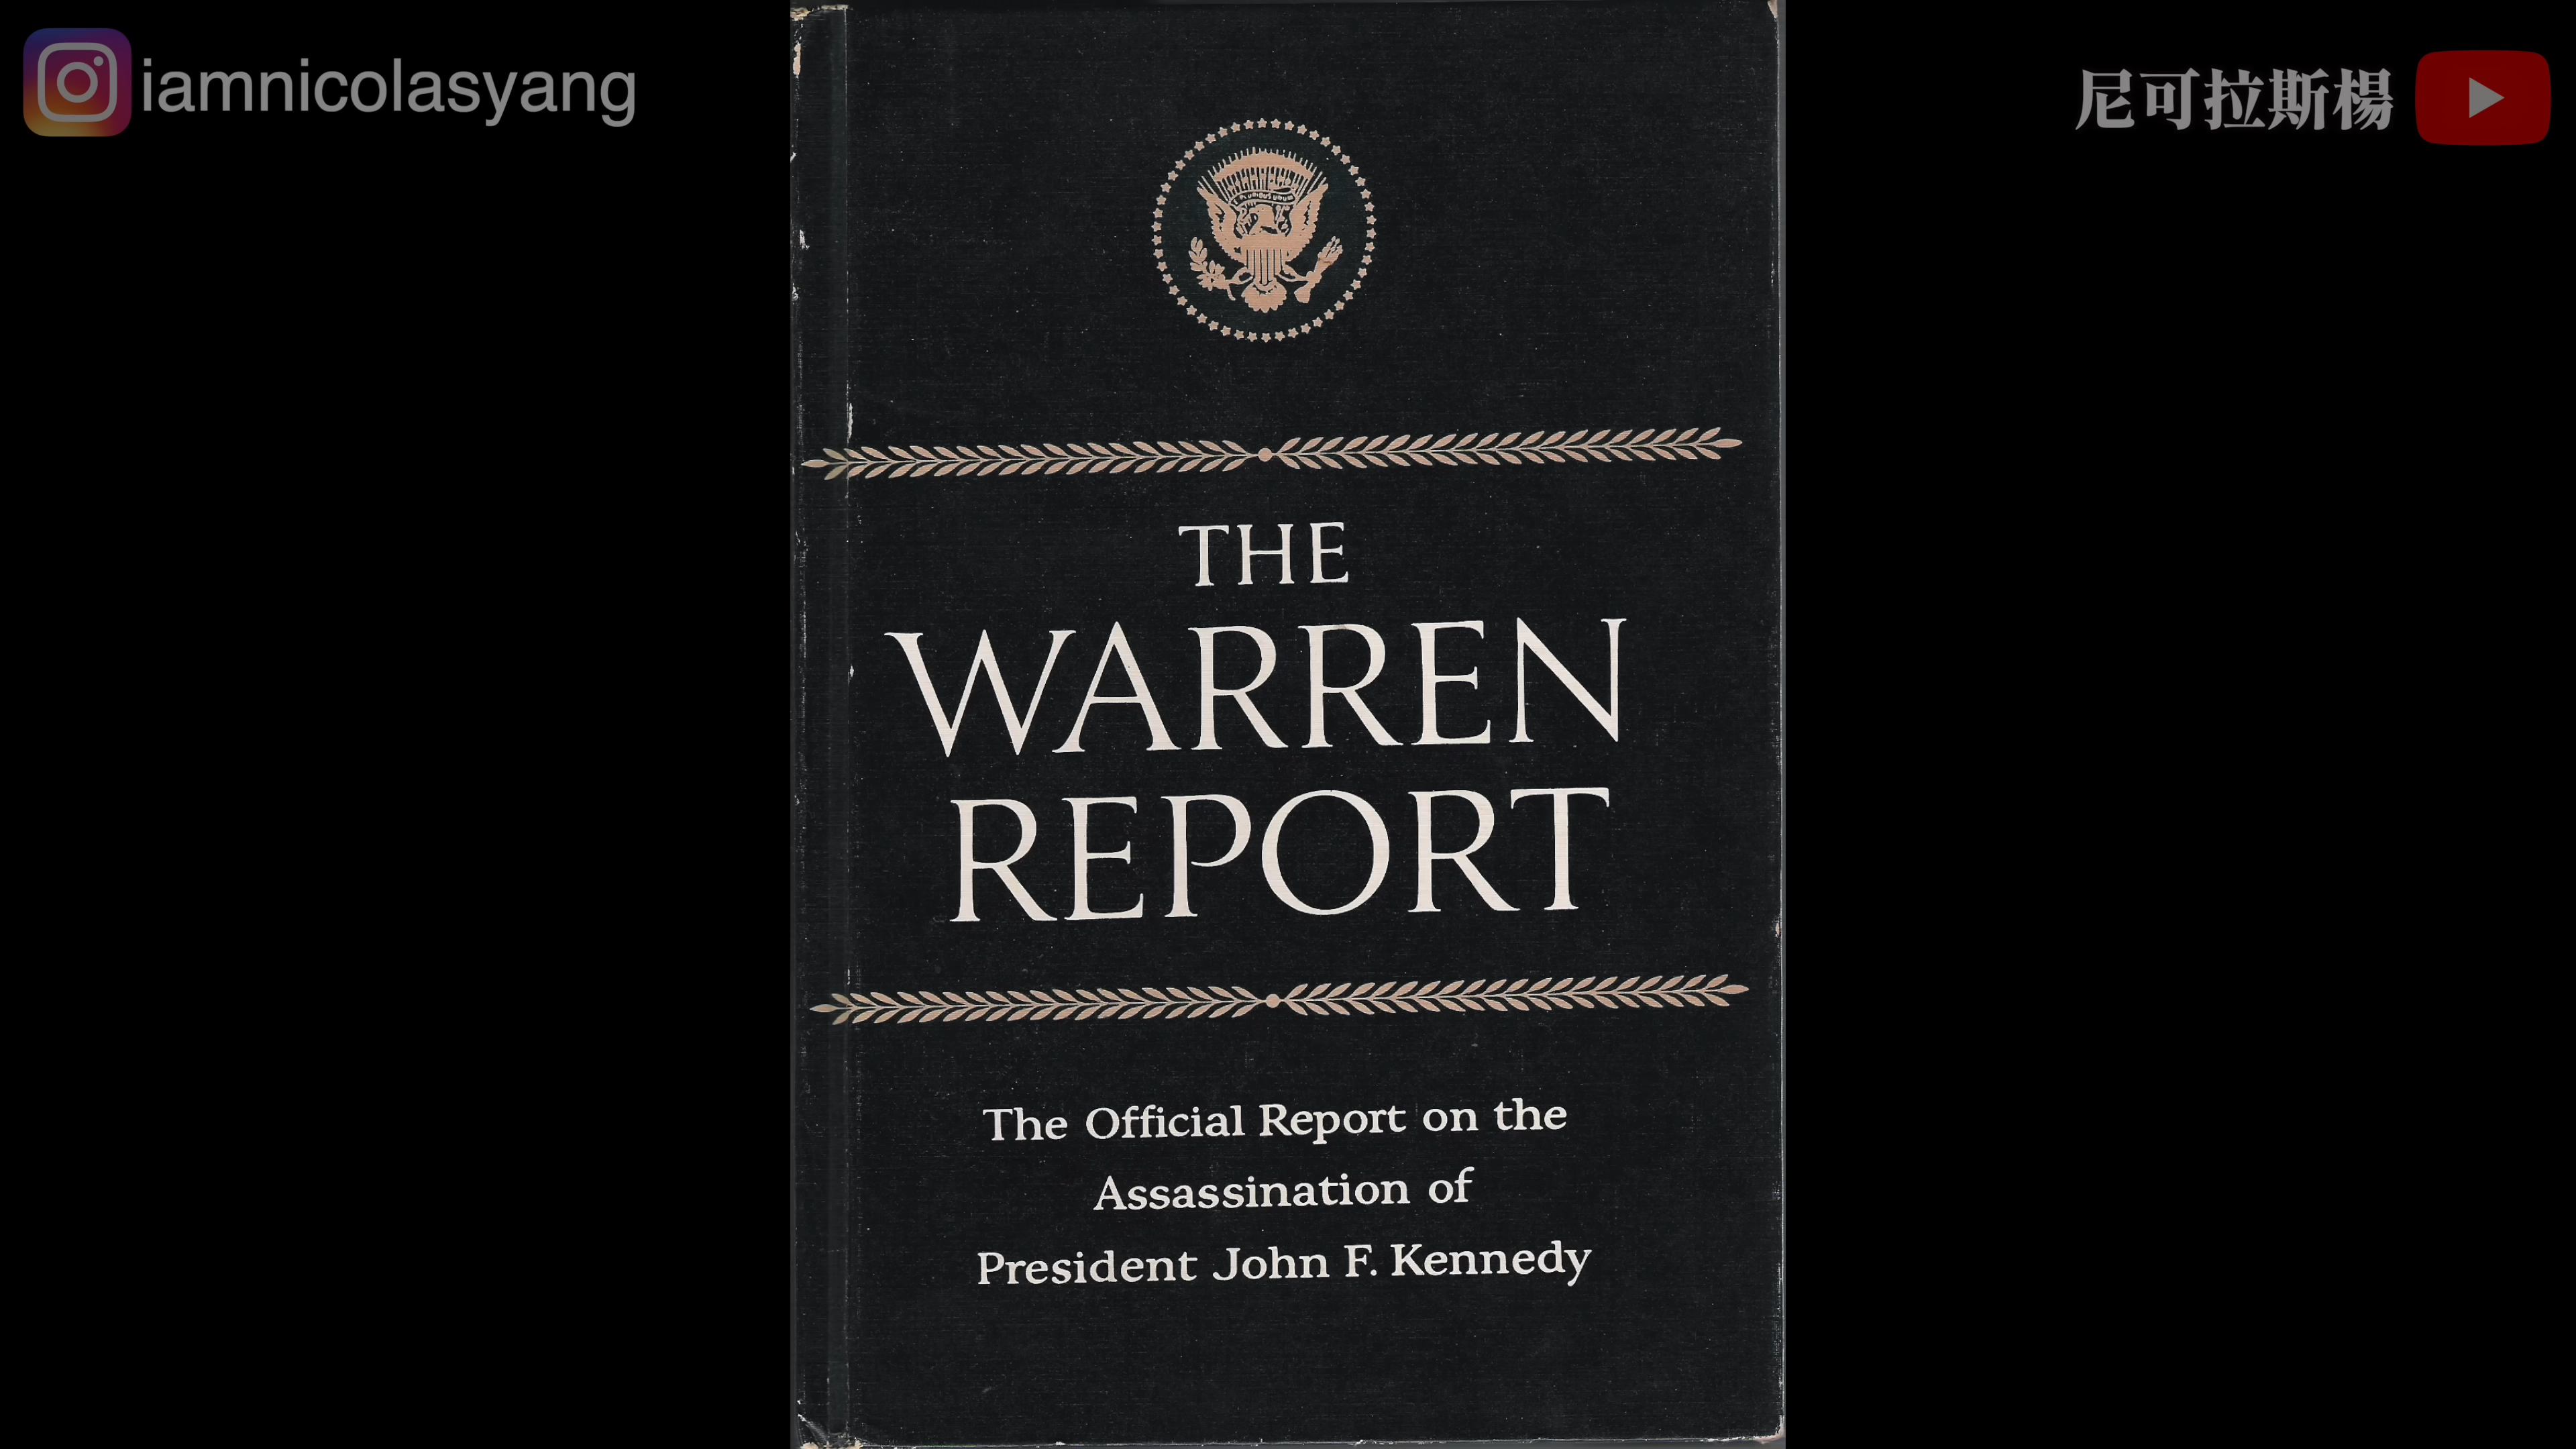 iamnicolasyang
尼可拉斯楊
THE
WARREN
REPORT
The Official Report on the
Assassination of
President John F. Kennedy